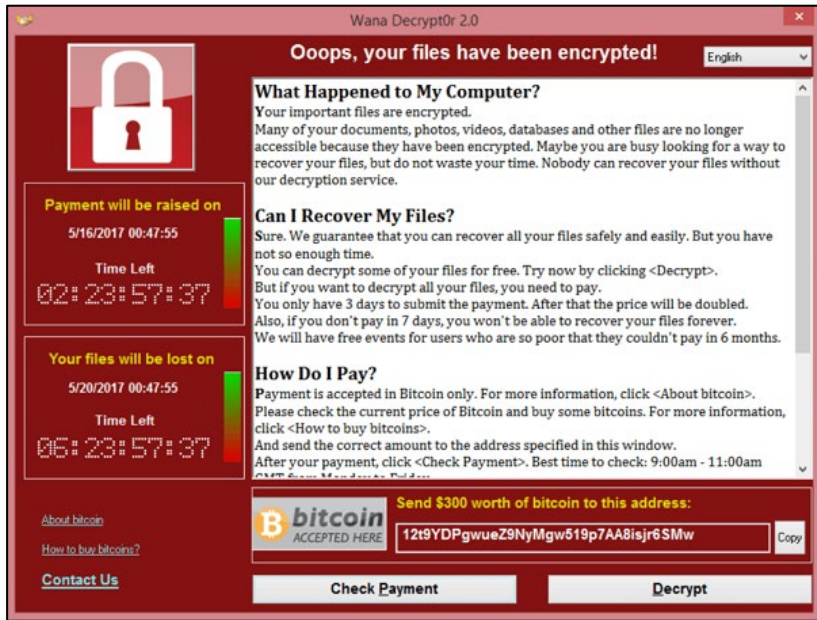 Wana Decrypt0r 2.0
Ooops, your files have been encrypted!
English
What Happened to My Computer?
Your important files are encrypted.
Many of your documents, photos, videos, databases and other files are no longer
accessible because they have been encrypted. Maybe you are busy looking for a way to
recover your files, but do not waste your time. Nobody can recover your files without
our decryption service.
Can I Recover My Files?
Sure. We guarantee that you can recover all your files safely and easily. But you have
not so enough time.
You can decrypt some of your files for free. Try now by clicking <Decrypt>.
But if you want to decrypt all your files, you need to pay.
You only have 3 days to submit the payment. After that the price will be doubled.
Also, if you don't pay in 7 days, you won't be able to recover your files forever.
We will have free events for users who are so poor that they couldn't pay in 6 months.
How Do I Pay?
Payment is accepted in Bitcoin only. For more information, click <About bitcoin>.
Please check the current price of Bitcoin and buy some bitcoins. For more information,
click <How to buy bitcoins>.
And send the correct amount to the address specified in this window.
After your payment, click <Check Payment>. Best time to check: 9:00am - 11:00am
GMT from Monday to Friday
Payment will be raised on
5/16/2017 00:47:55
Time Left
02:23:57:37
Your files will be lost on
5/20/2017 00:47:55
Time Left
06:23:57:37
About bitcoin
How to buy bitcoins?
Contact Us
bitcoin
ACCEPTED HERE
Send $300 worth of bitcoin to this address:
12t9YDPgwueZ9NyMgw519p7AA8isjr6SMw
Copy
Check Payment
Decrypt